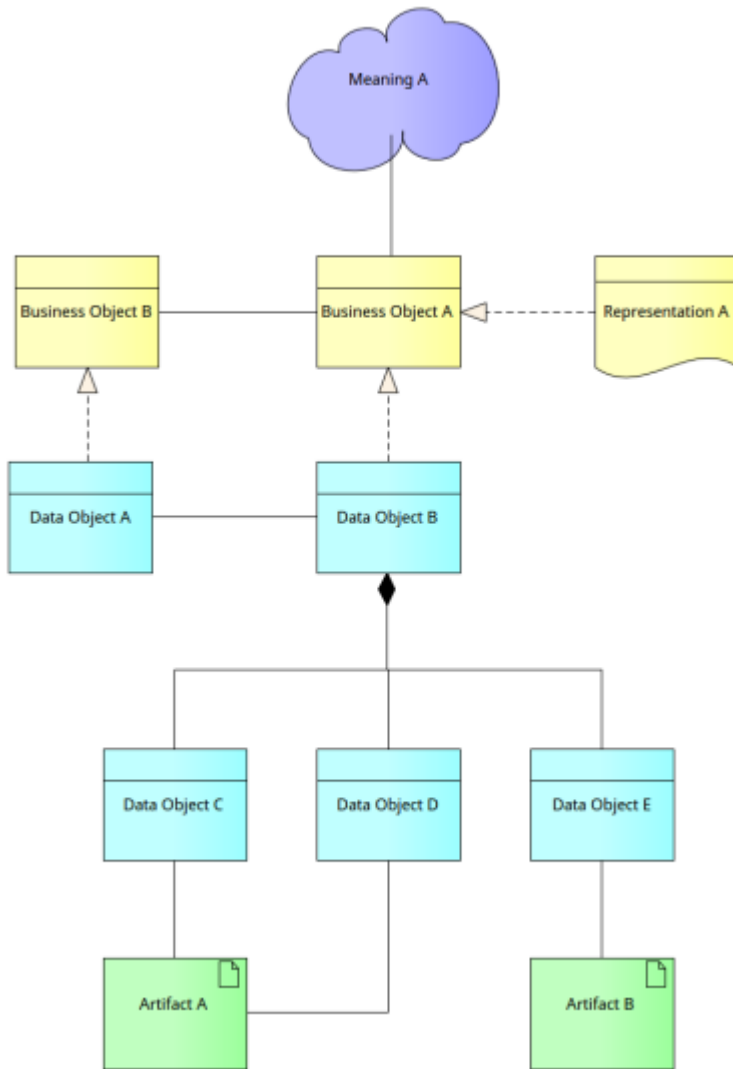 Meaning A
Business Object B
Business Object A
Representation A
Data Object A
Data Object B
Data Object C
Data Object D
Data Object E
Artifact A
Artifact B